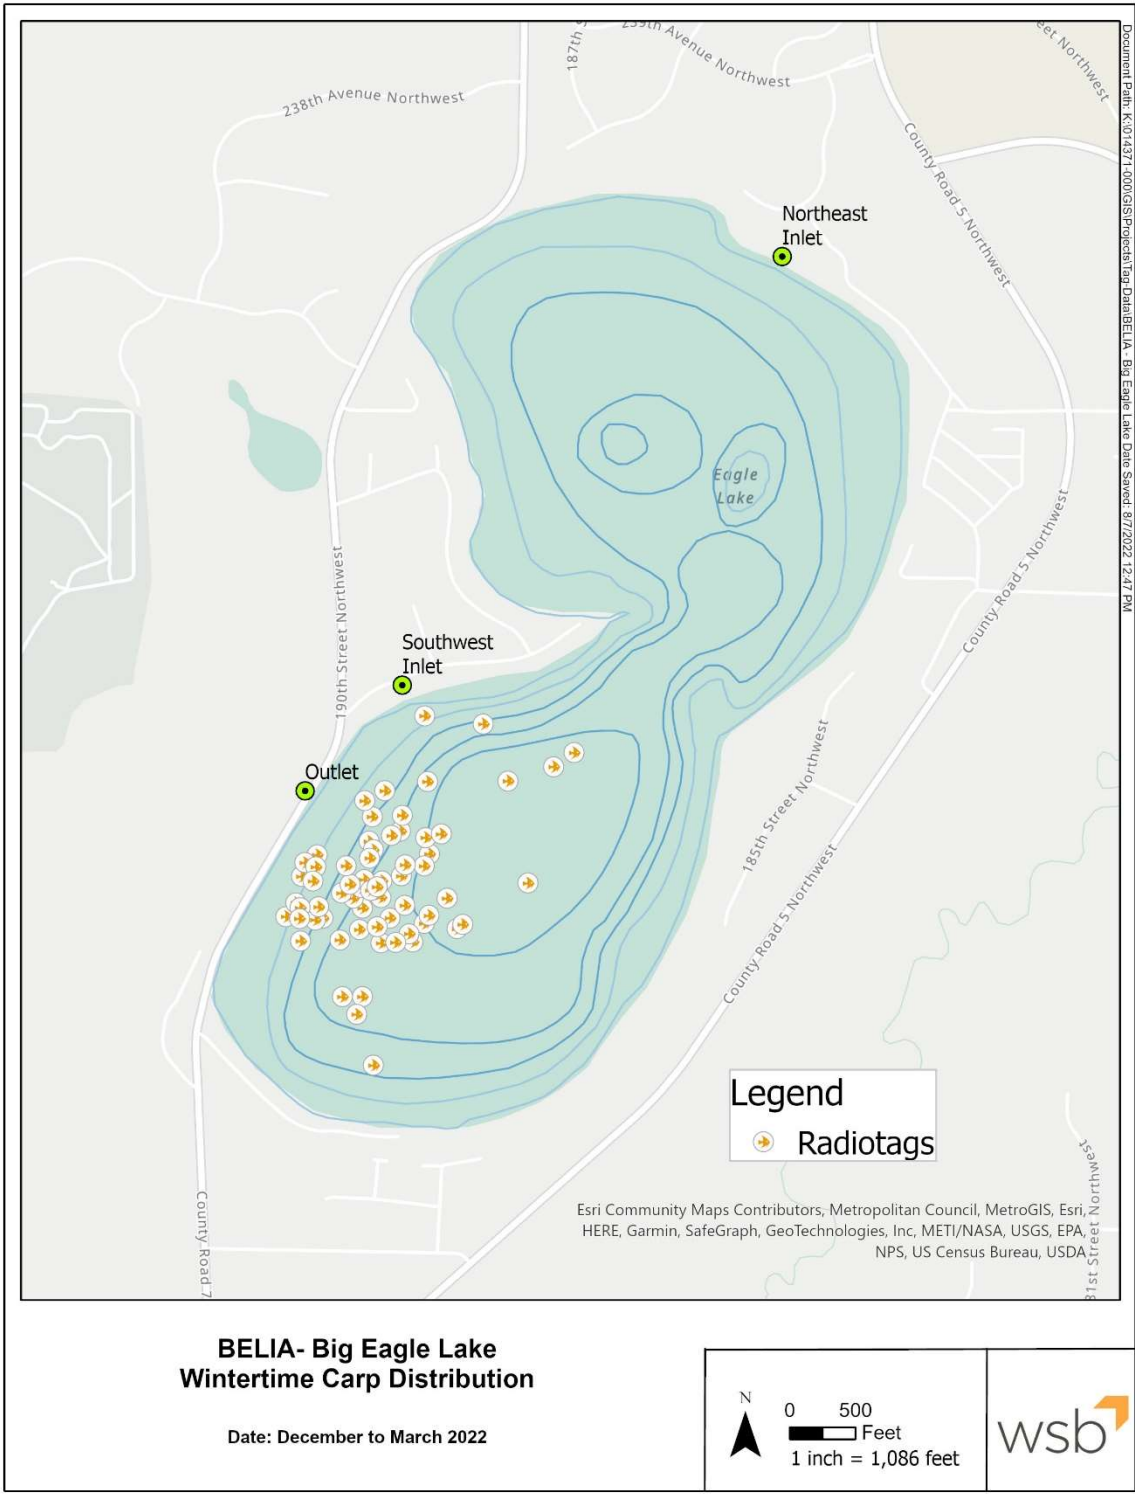 239th Avenue Northwest
187th S
eet Northwest
238th Avenue Northwest
County Road 5 Northwest
Document Path: K:\014371-000\GIS\Projects\Tag-Data\BELIA - Big Eagle Lake Date Saved: 8/7/2022 12:47 PM
Northeast
Inlet
Eagle
Lake
190th Street Northwest
County Road 5 Northwest
Southwest
Inlet
Outlet
185th Street Northwest
County Road 5 Northwest
Legend
Radiotags
81st Street Northwest
County Road 7
Esri Community Maps Contributors, Metropolitan Council, MetroGIS, Esri,
HERE, Garmin, SafeGraph, GeoTechnologies, Inc, METI/NASA, USGS, EPA,
NPS, US Census Bureau, USDA
BELIA- Big Eagle Lake
Wintertime Carp Distribution
Date: December to March 2022
N
0 500
Feet
1 inch = 1,086 feet
wsb